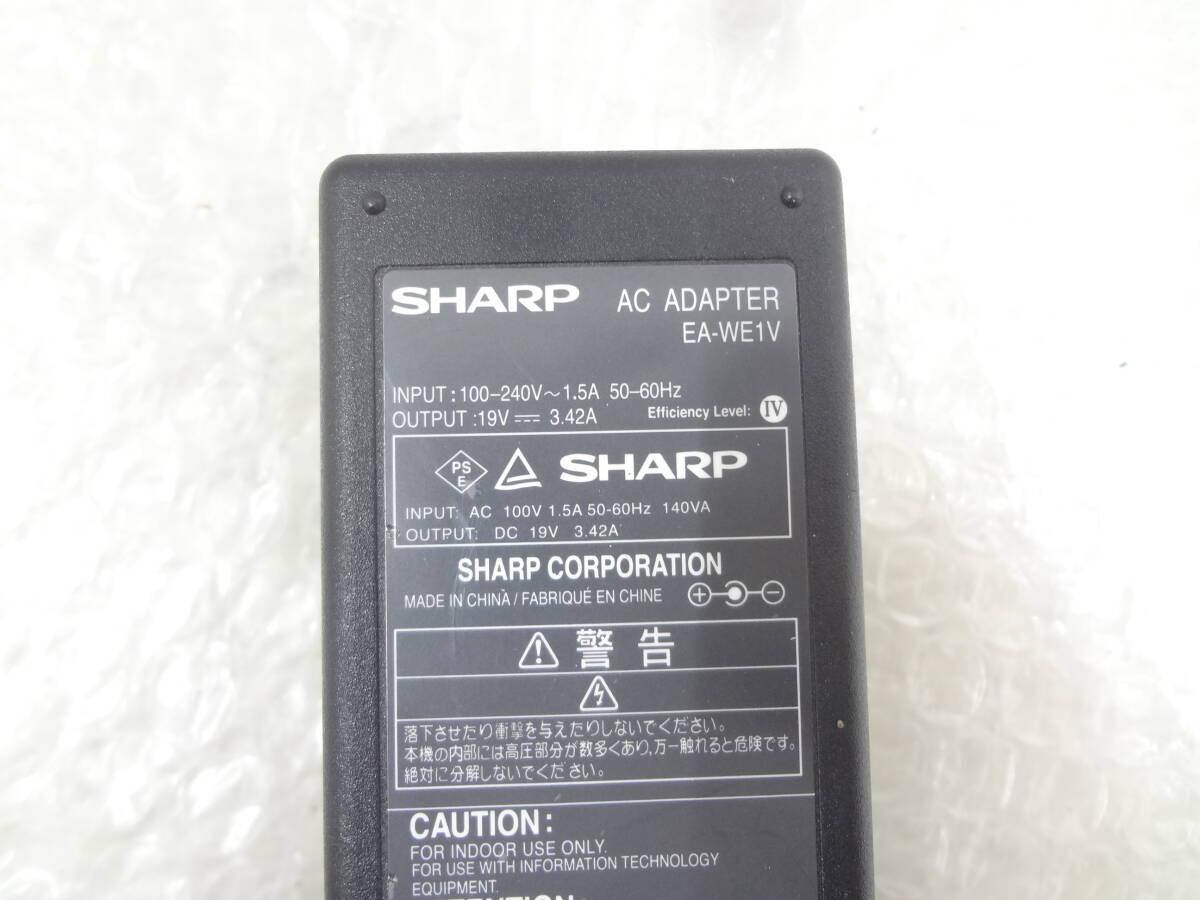 SHARP AC ADAPTER
EA-WE1V
INPUT : 100–240V～1.5A 50–60Hz
OUTPUT :19V⎓ 3.42A Efficiency Level: IV
PS
E
SHARP
INPUT: AC 100V 1.5A 50-60Hz 140VA
OUTPUT: DC 19V 3.42A
SHARP CORPORATION
MADE IN CHINA / FABRIQUÉ EN CHINE
警告
落下させたり衝撃を与えたりしないでください。
本機の内部には高圧部分が数多くあり,万一触れると危険です。
絶対に分解しないでください。
CAUTION:
FOR INDOOR USE ONLY.
FOR USE WITH INFORMATION TECHNOLOGY
EQUIPMENT.